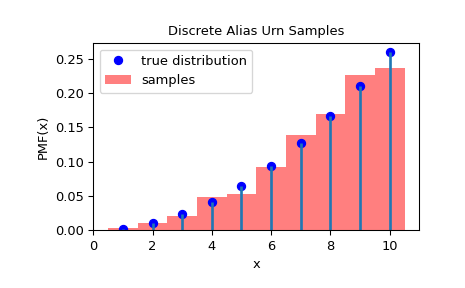 Discrete Alias Urn Samples
true distribution
samples
PMF(x)
0.25
0.20
0.15
0.10
0.05
0.00
0 2 4 6 8 10
x